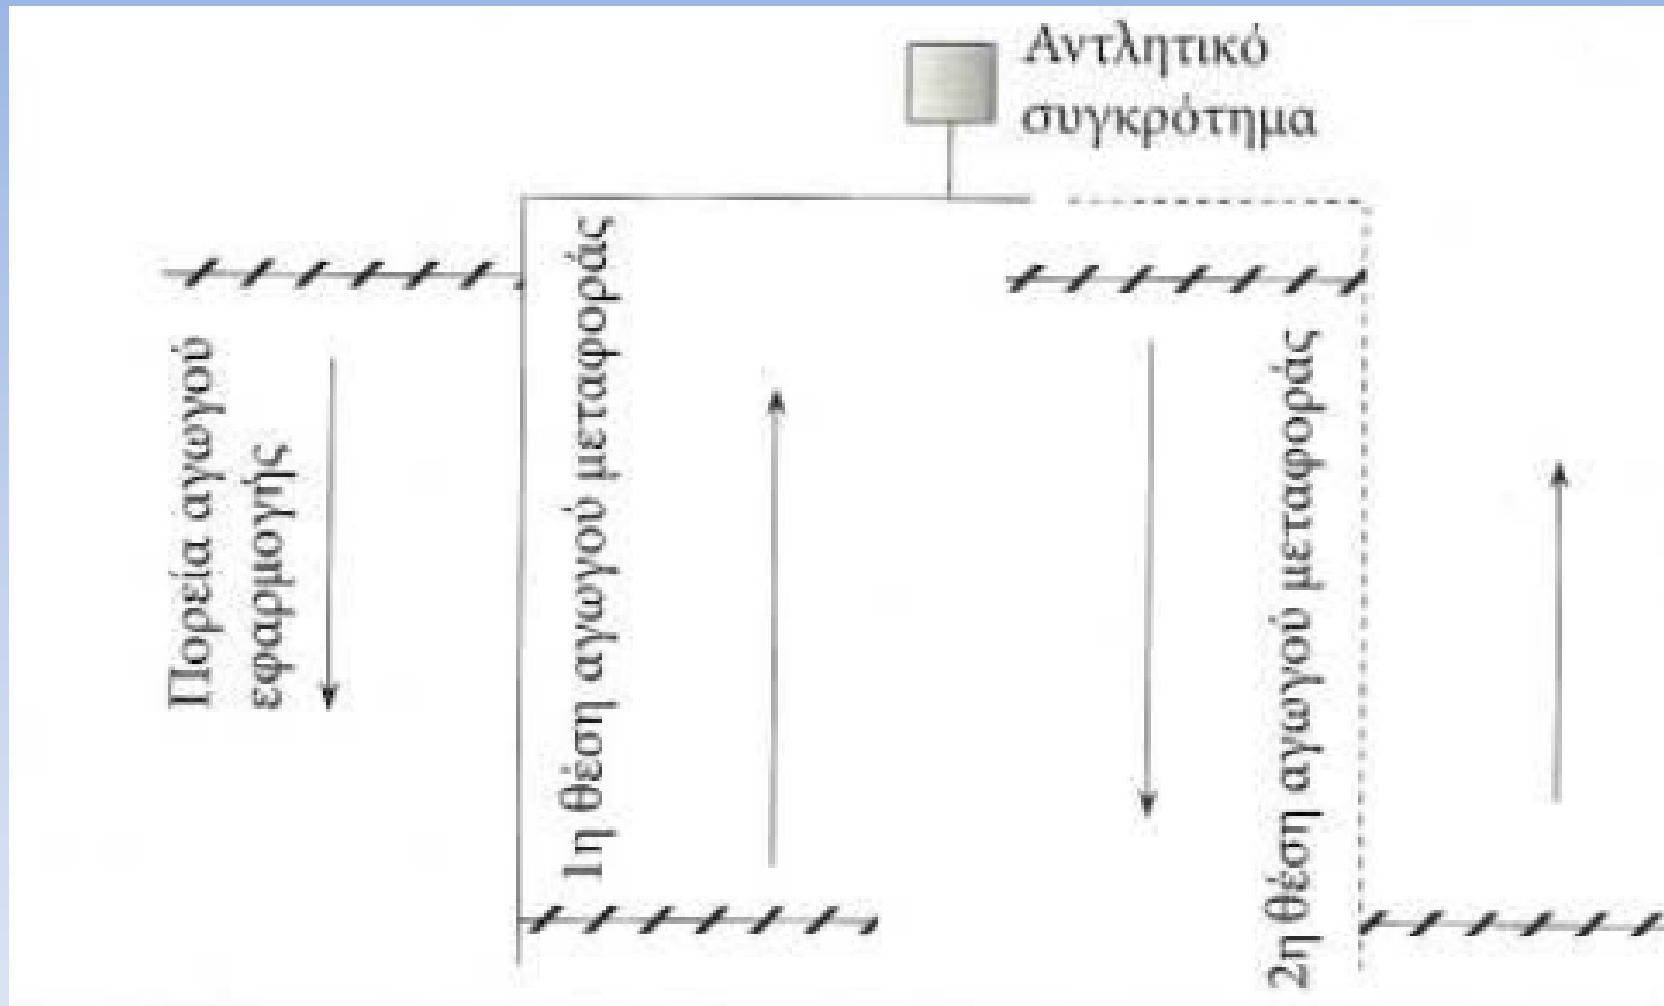 Αντλητικό
συγκρότημα
Πορεία αγωγού
εφαρμογής
1η θέση αγωγού μεταφοράς
2η θέση αγωγού μεταφοράς